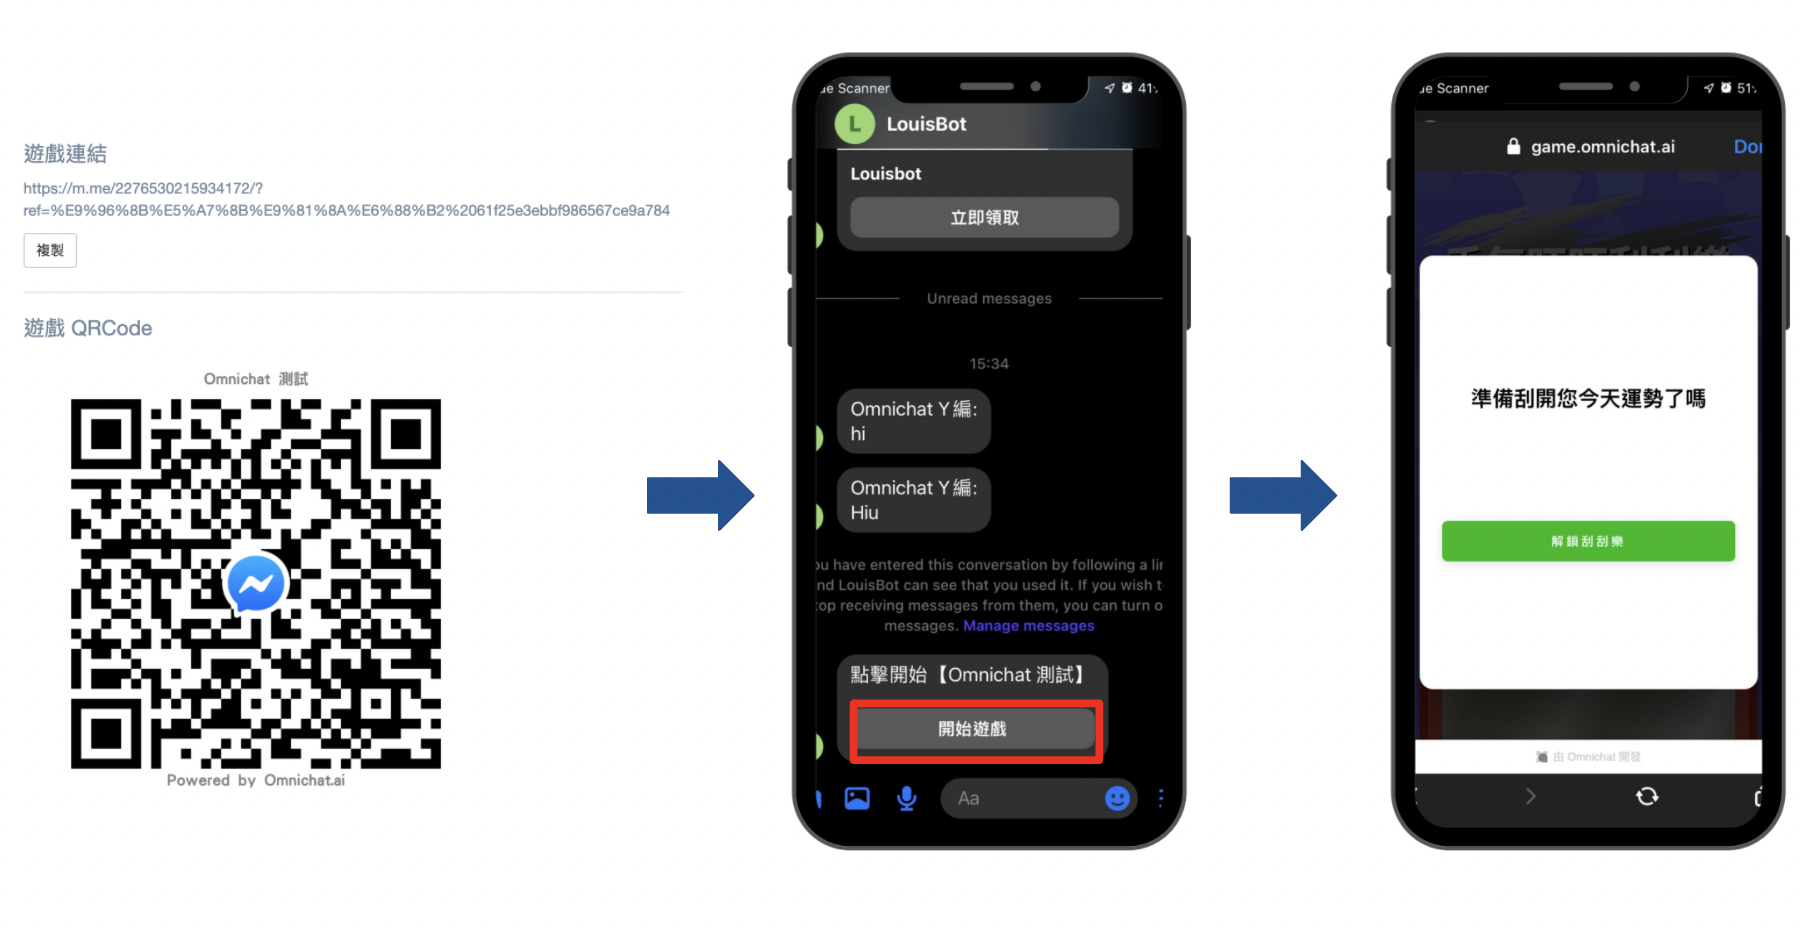 遊戲連結
https://m.me/2276530215934172/?
ref=%E9%96%8B%E5%A7%8B%E9%81%8A%E6%88%B2%2061f25e3ebbf986567ce9a784
複製
遊戲 QRCode
Omnichat 測試
Powered by Omnichat.ai
de Scanner
41
L
LouisBot
Louisbot
立即領取
Unread messages
15:34
Omnichat Y編:
hi
Omnichat Y編:
Hiu
ou have entered this conversation by following a lin
nd LouisBot can see that you used it. If you wish t
top receiving messages from them, you can turn o
messages. Manage messages
點擊開始【Omnichat 測試】
開始遊戲
Aa
de Scanner
51
game.omnichat.ai
Don
準備刮開您今天運勢了嗎
解鎖刮刮樂
由 Omnichat 開發